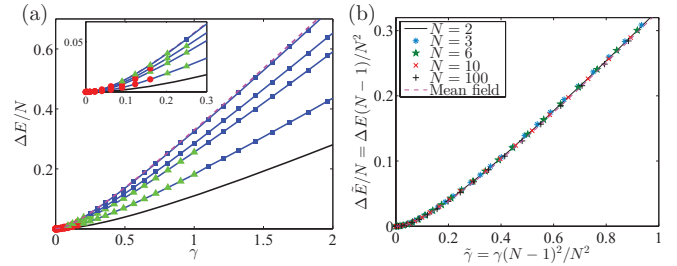 (a)
0.6
0.4
0.2
0
0.5
1
1.5
2
ΔE/N
γ
0.05
0
0.1
0.2
0.3
(b)
0.3
0.2
0.1
0
0
0.2
0.4
0.6
0.8
1
N = 2
N = 3
N = 6
N = 10
N = 100
Mean field
ΔẼ/N = ΔE(N − 1)/N²
γ̃ = γ(N − 1)²/N²